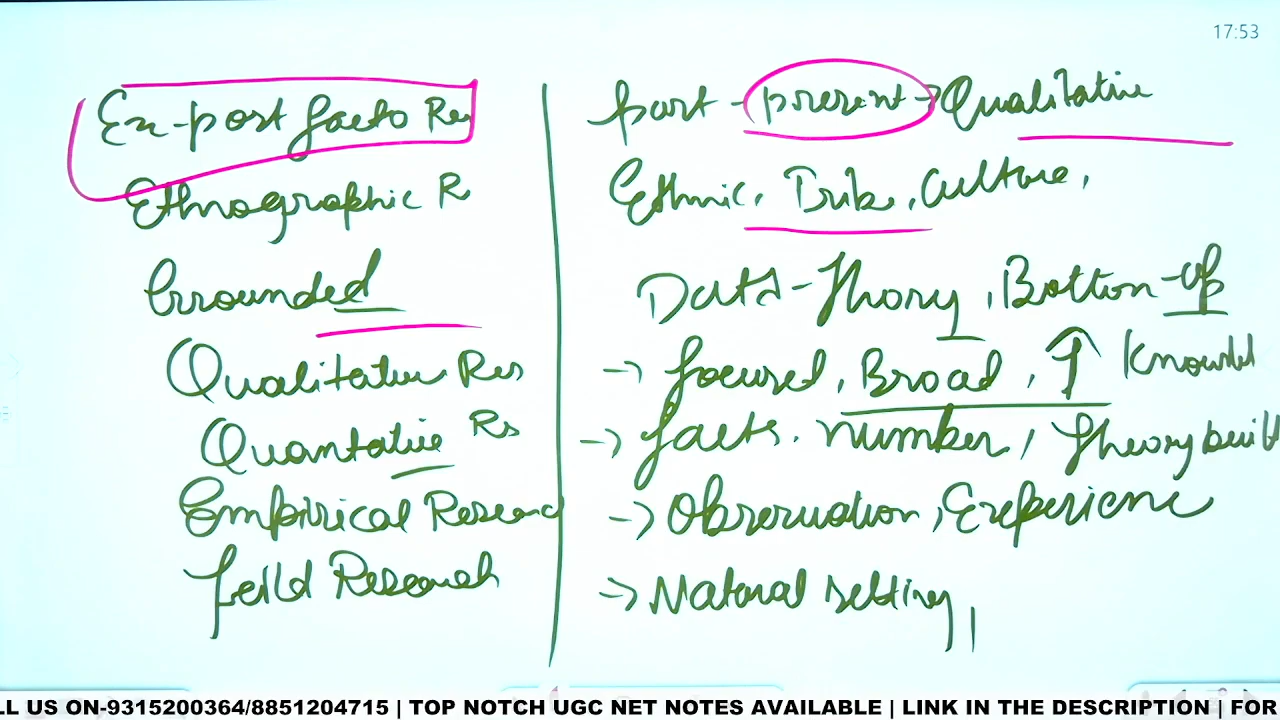 17:53
Ex-post facto Res past - present → Qualitative
Ethnographic R Ethnic, Tribe, Culture,
Grounded Data - Thory, Bottom-up
Qualitative Res → focused, Broad, ↑ Knowled
Quantative Rs → facts, number, Theory built
Empirical Research → Observation, Experience
feild Research → Natural setting,
LL US ON-9315200364/8851204715 | TOP NOTCH UGC NET NOTES AVAILABLE | LINK IN THE DESCRIPTION | FOR